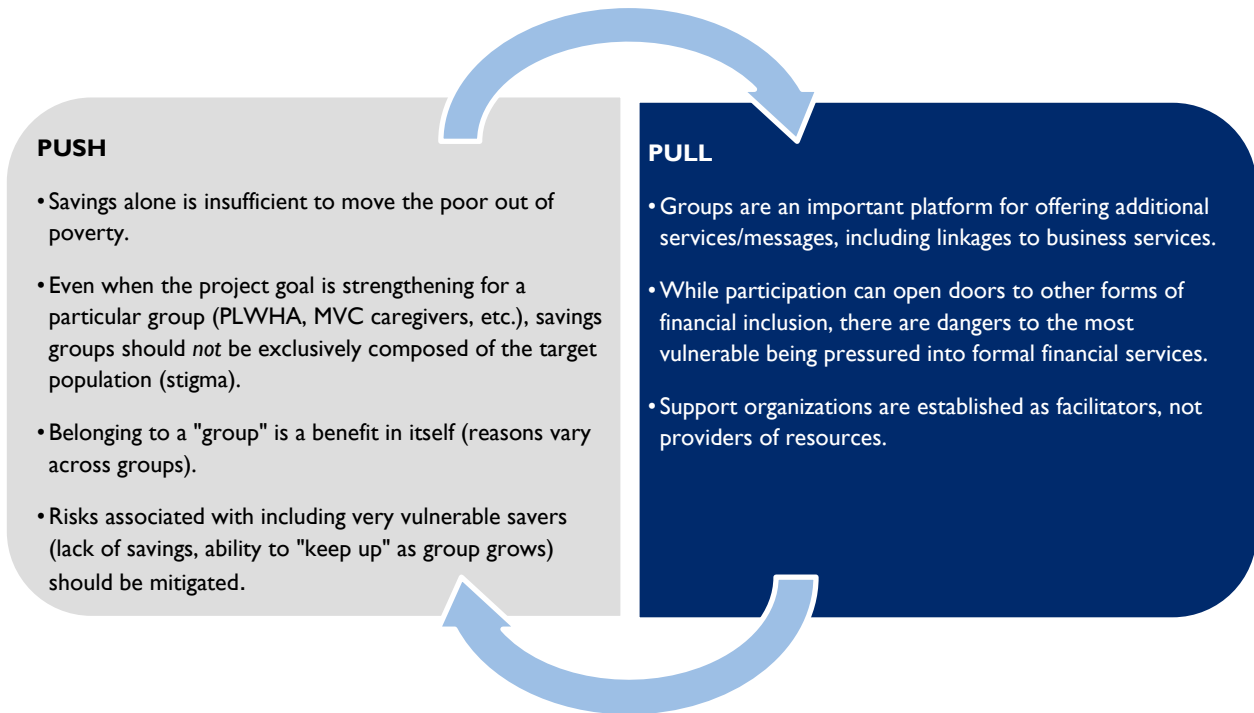 PUSH
• Savings alone is insufficient to move the poor out of
poverty.
• Even when the project goal is strengthening for a
particular group (PLWHA, MVC caregivers, etc.), savings
groups should not be exclusively composed of the target
population (stigma).
• Belonging to a "group" is a benefit in itself (reasons vary
across groups).
• Risks associated with including very vulnerable savers
(lack of savings, ability to "keep up" as group grows)
should be mitigated.
PULL
• Groups are an important platform for offering additional
services/messages, including linkages to business services.
• While participation can open doors to other forms of
financial inclusion, there are dangers to the most
vulnerable being pressured into formal financial services.
• Support organizations are established as facilitators, not
providers of resources.